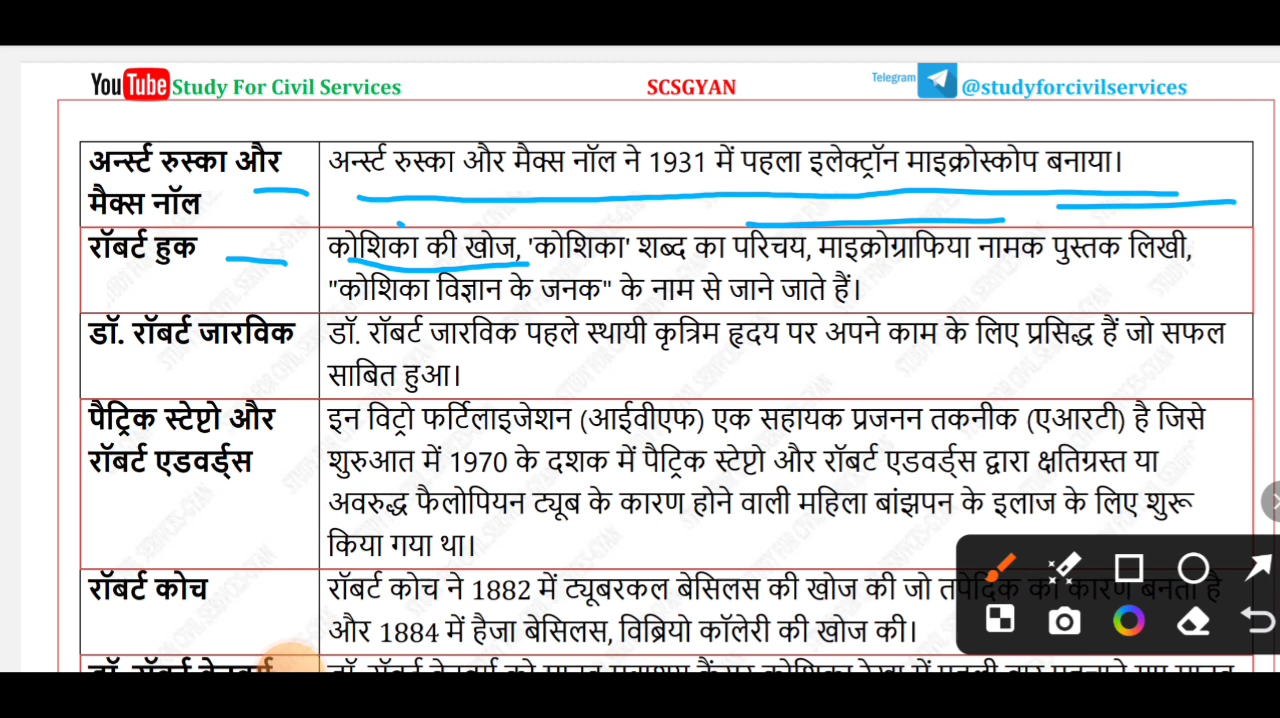 YouTube Study For Civil Services SCSGYAN Telegram @studyforcivilservices
अर्न्स्ट रुस्का और
मैक्स नॉल
अर्न्स्ट रुस्का और मैक्स नॉल ने 1931 में पहला इलेक्ट्रॉन माइक्रोस्कोप बनाया।
रॉबर्ट हुक
कोशिका की खोज, 'कोशिका' शब्द का परिचय, माइक्रोग्राफिया नामक पुस्तक लिखी,
"कोशिका विज्ञान के जनक" के नाम से जाने जाते हैं।
डॉ. रॉबर्ट जारविक
डॉ. रॉबर्ट जारविक पहले स्थायी कृत्रिम हृदय पर अपने काम के लिए प्रसिद्ध हैं जो सफल
साबित हुआ।
पैट्रिक स्टेप्टो और
रॉबर्ट एडवर्ड्स
इन विट्रो फर्टिलाइजेशन (आईवीएफ) एक सहायक प्रजनन तकनीक (एआरटी) है जिसे
शुरुआत में 1970 के दशक में पैट्रिक स्टेप्टो और रॉबर्ट एडवर्ड्स द्वारा क्षतिग्रस्त या
अवरुद्ध फैलोपियन ट्यूब के कारण होने वाली महिला बांझपन के इलाज के लिए शुरू
किया गया था।
रॉबर्ट कोच
रॉबर्ट कोच ने 1882 में ट्यूबरकल बेसिलस की खोज की जो तपेदिक का कारण बनता है
और 1884 में हैजा बेसिलस, विब्रियो कॉलेरी की खोज की।